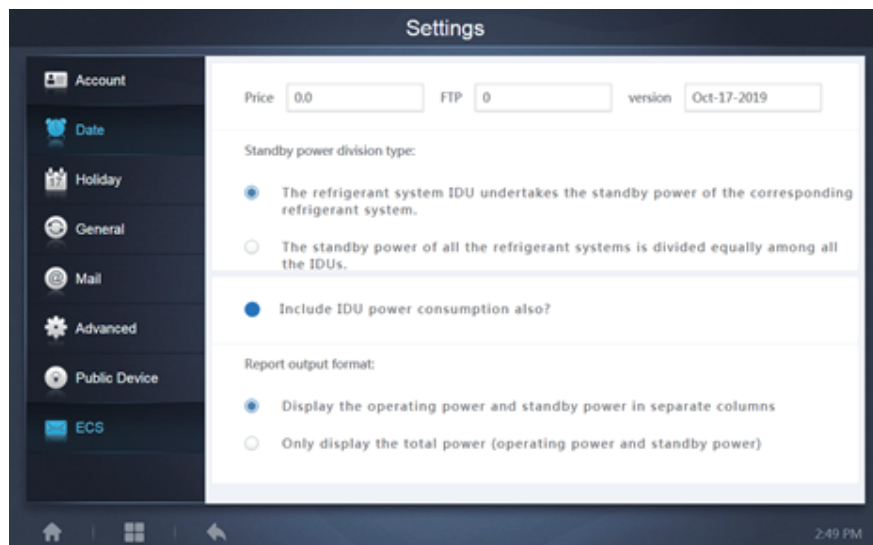 Settings
Account
Date
Holiday
General
Mail
Advanced
Public Device
ECS
Price 0.0 FTP 0 version Oct-17-2019
Standby power division type:
The refrigerant system IDU undertakes the standby power of the corresponding
refrigerant system.
The standby power of all the refrigerant systems is divided equally among all
the IDUs.
Include IDU power consumption also?
Report output format:
Display the operating power and standby power in separate columns
Only display the total power (operating power and standby power)
2:49 PM